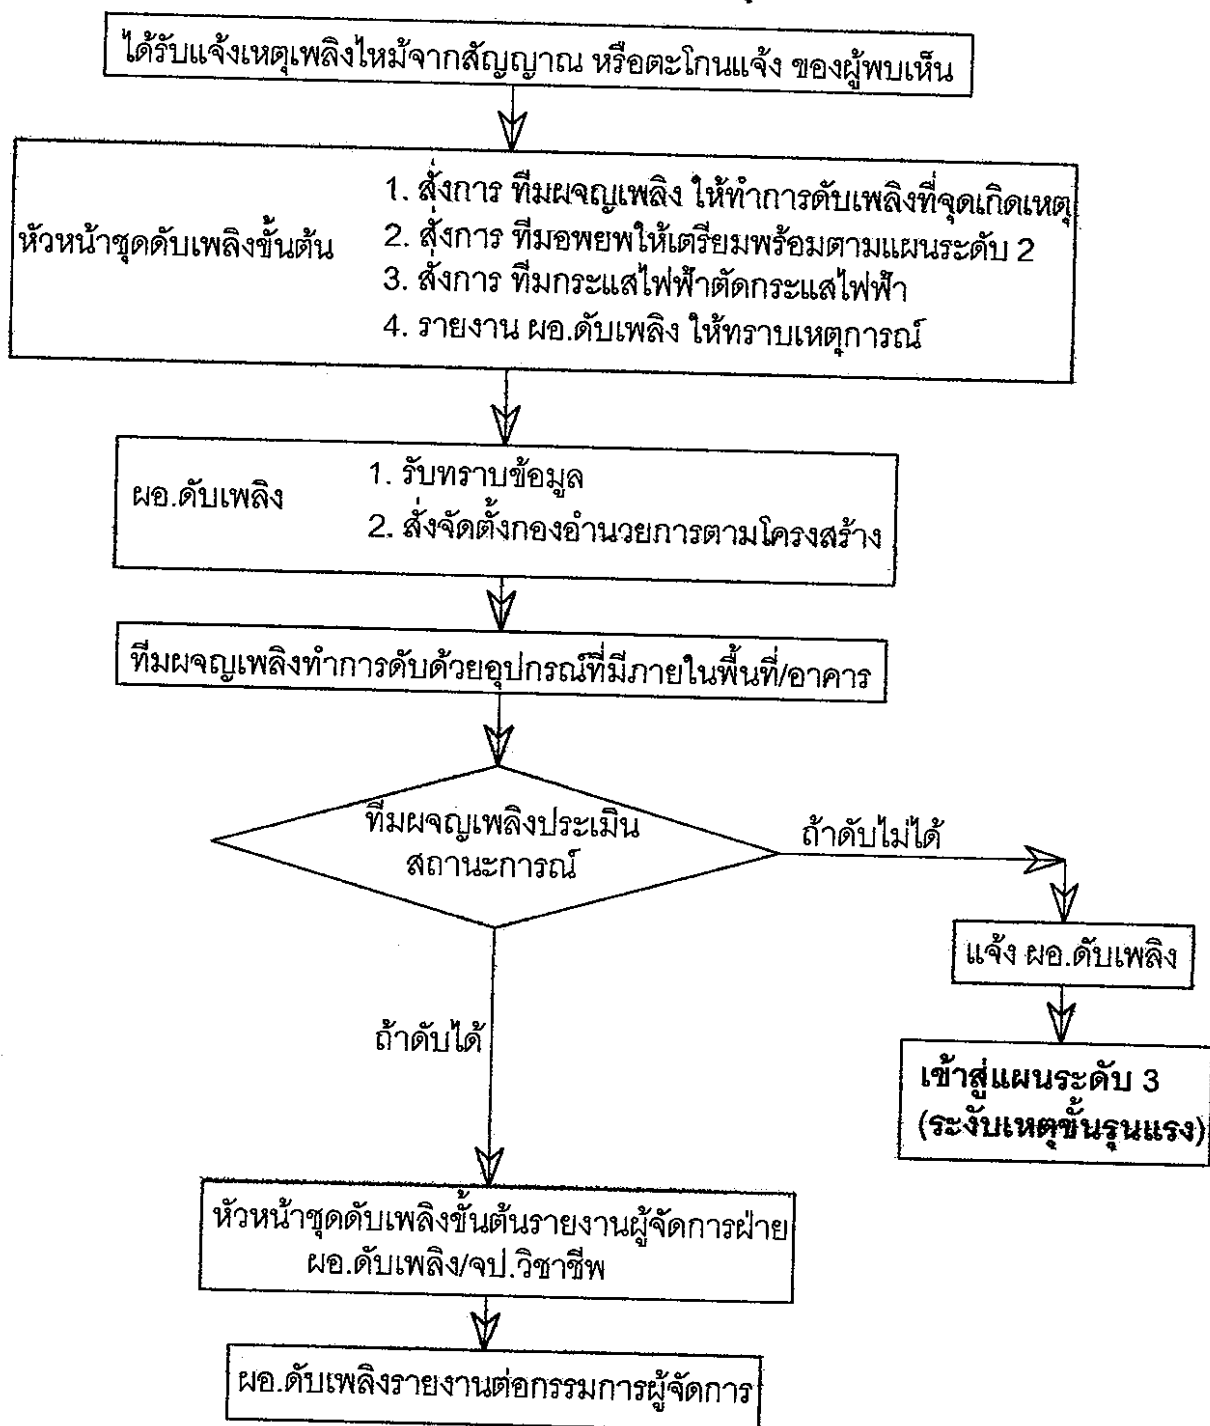 ได้รับแจ้งเหตุเพลิงไหม้จากสัญญาณ หรือตะโกนแจ้ง ของผู้พบเห็น
หัวหน้าชุดดับเพลิงขั้นต้น
1. สั่งการ ทีมผจญเพลิง ให้ทำการดับเพลิงที่จุดเกิดเหตุ
2. สั่งการ ทีมอพยพให้เตรียมพร้อมตามแผนระดับ 2
3. สั่งการ ทีมกระแสไฟฟ้าตัดกระแสไฟฟ้า
4. รายงาน ผอ.ดับเพลิง ให้ทราบเหตุการณ์
ผอ.ดับเพลิง
1. รับทราบข้อมูล
2. สั่งจัดตั้งกองอำนวยการตามโครงสร้าง
ทีมผจญเพลิงทำการดับด้วยอุปกรณ์ที่มีภายในพื้นที่/อาคาร
ทีมผจญเพลิงประเมิน
สถานะการณ์
ถ้าดับไม่ได้
แจ้ง ผอ.ดับเพลิง
ถ้าดับได้
เข้าสู่แผนระดับ 3
(ระงับเหตุขั้นรุนแรง)
หัวหน้าชุดดับเพลิงขั้นต้นรายงานผู้จัดการฝ่าย
ผอ.ดับเพลิง/จป.วิชาชีพ
ผอ.ดับเพลิงรายงานต่อกรรมการผู้จัดการ